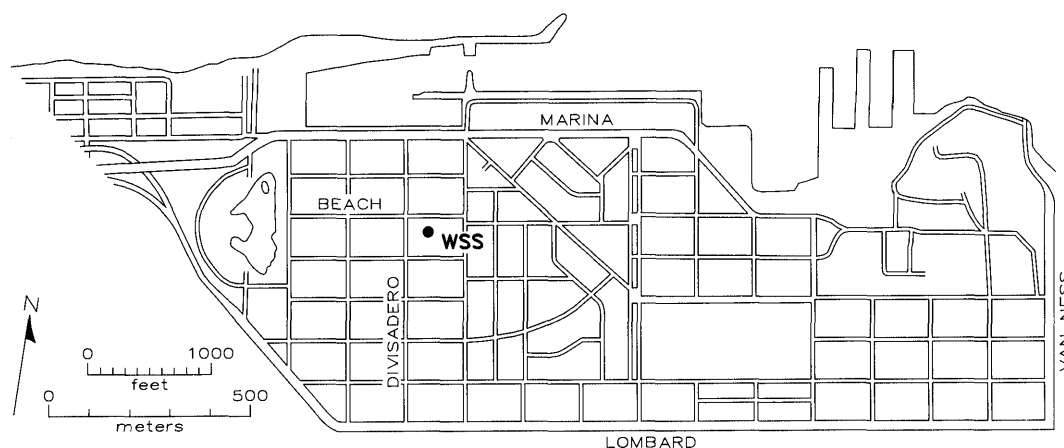 MARINA
BEACH
WSS
DIVISADERO
VAN NESS
N
0 1000
feet
0 500
meters
LOMBARD